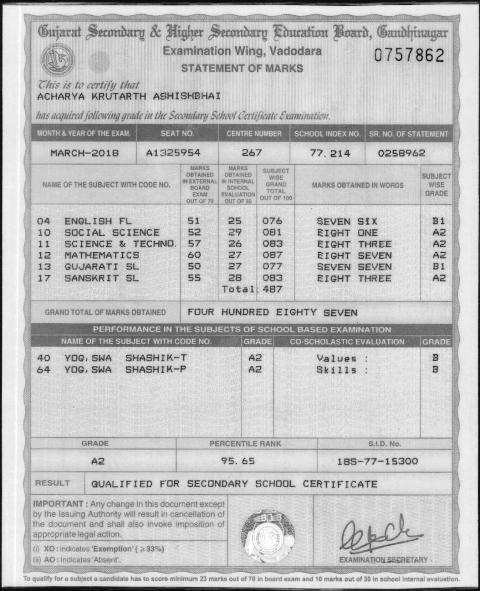 Gujarat Secondary & Higher Secondary Education Board, Gandhinagar
Examination Wing, Vadodara
0757862
STATEMENT OF MARKS
This is to certify that
ACHARYA KRUTARTH ASHISHBHAI
has acquired following grade in the Secondary School Certificate Examination.
MONTH & YEAR OF THE EXAM. SEAT NO. CENTRE NUMBER SCHOOL INDEX NO. SR. NO. OF STATEMENT
MARCH-2018 A1325954 267 77.214 0258962
NAME OF THE SUBJECT WITH CODE NO. MARKS OBTAINED IN EXTERNAL BOARD EXAM OUT OF 70 MARKS OBTAINED IN INTERNAL SCHOOL EVALUATION OUT OF 30 SUBJECT WISE GRAND TOTAL OUT OF 100 MARKS OBTAINED IN WORDS SUBJECT WISE GRADE
04 ENGLISH FL 51 25 076 SEVEN SIX B1
10 SOCIAL SCIENCE 52 29 081 EIGHT ONE A2
11 SCIENCE & TECHNO. 57 26 083 EIGHT THREE A2
12 MATHEMATICS 60 27 087 EIGHT SEVEN A2
13 GUJARATI SL 50 27 077 SEVEN SEVEN B1
17 SANSKRIT SL 55 28 083 EIGHT THREE A2
Total: 487
GRAND TOTAL OF MARKS OBTAINED FOUR HUNDRED EIGHTY SEVEN
PERFORMANCE IN THE SUBJECTS OF SCHOOL BASED EXAMINATION
NAME OF THE SUBJECT WITH CODE NO. GRADE CO-SCHOLASTIC EVALUATION GRADE
40 YOG,SWA SHASHIK-T A2 Values : B
64 YOG,SWA SHASHIK-P A2 Skills : B
GRADE PERCENTILE RANK S.I.D. No.
A2 95.65 18S-77-15300
RESULT QUALIFIED FOR SECONDARY SCHOOL CERTIFICATE
IMPORTANT : Any change in this document except
by the issuing Authority will result in cancellation
of the document and shall also invoke imposition of
appropriate legal action.
(i) XO : indicates 'Exemption' (⩾33%)
(ii) AO : indicates 'Absent'.
EXAMINATION SECRETARY
To qualify for a subject a candidate has to score minimum 23 marks out of 70 in board exam and 10 marks out of 30 in school internal evaluation.